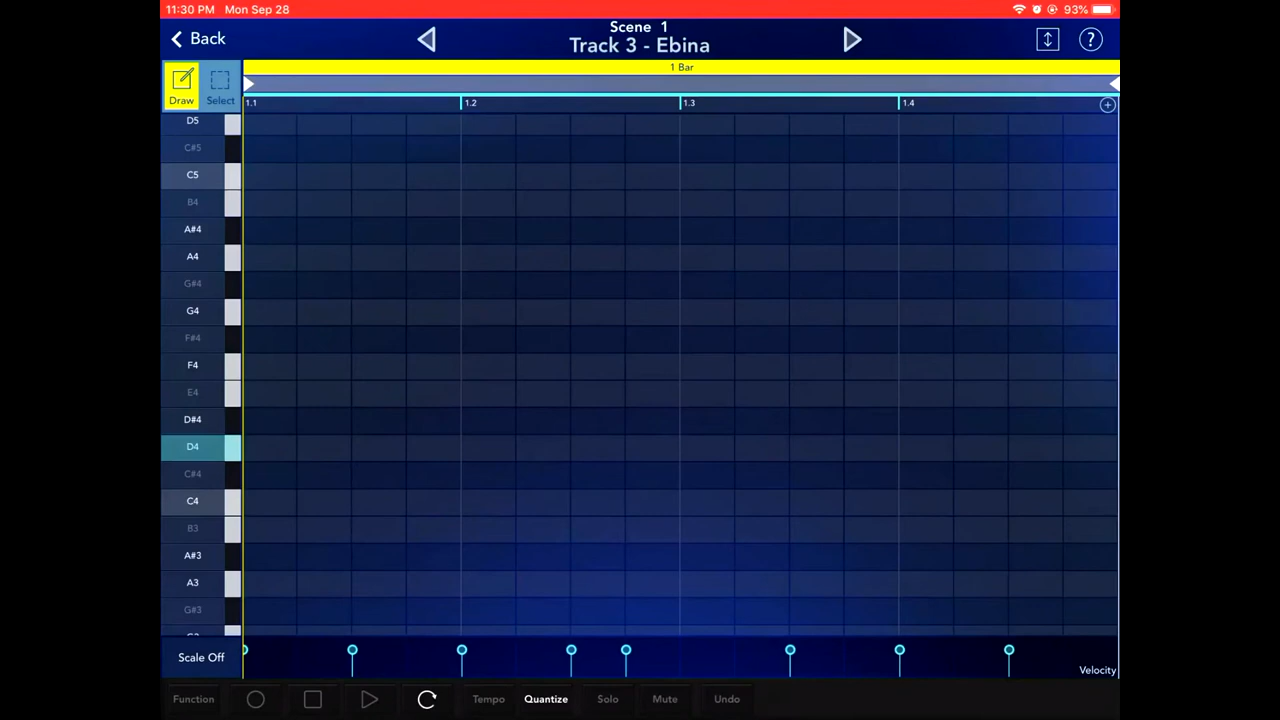 11:30 PM Mon Sep 28
93%
Back
Scene 1
Track 3 - Ebina
?
1 Bar
Draw
Select
1.1
1.2
1.3
1.4
D5
C#5
C5
B4
A#4
A4
G#4
G4
F#4
F4
E4
D#4
D4
C#4
C4
B3
A#3
A3
G#3
Scale Off
Velocity
Function
Tempo
Quantize
Solo
Mute
Undo